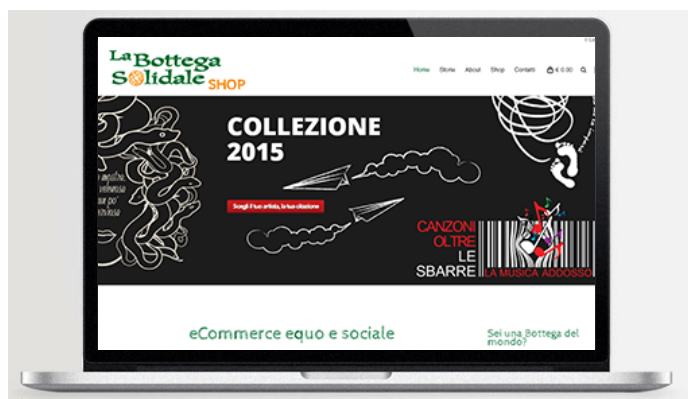 La Bottega
Solidale SHOP
Home Storie About Shop Contatti € 0.00
COLLEZIONE
2015
Scegli il tuo artista, la tua citazione
CANZONI
OLTRE
LE
SBARRE LA MUSICA ADDOSSO
eCommerce equo e sociale
Sei una Bottega del
mondo?